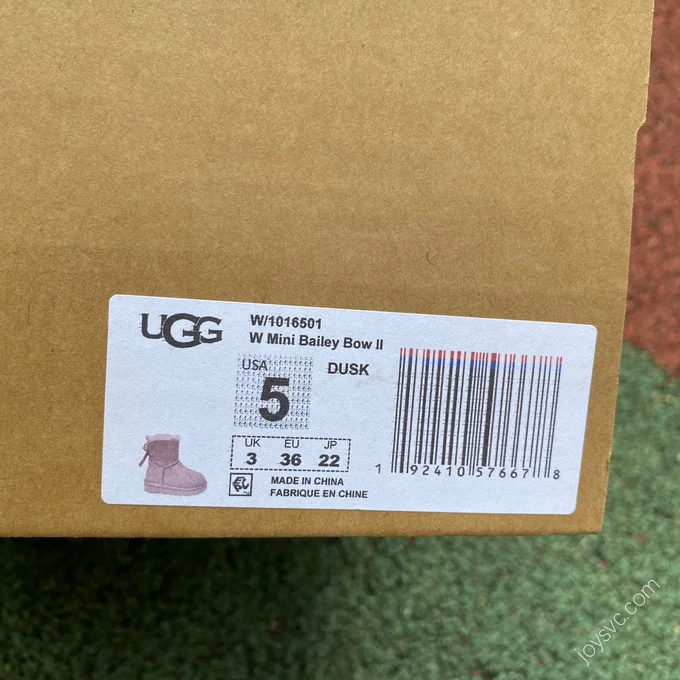 UGG
W/1016501
W Mini Bailey Bow II
USA
5
DUSK
UK EU JP
3 36 22
MADE IN CHINA
FABRIQUE EN CHINE
1 92410 57667 8
joysvc.com